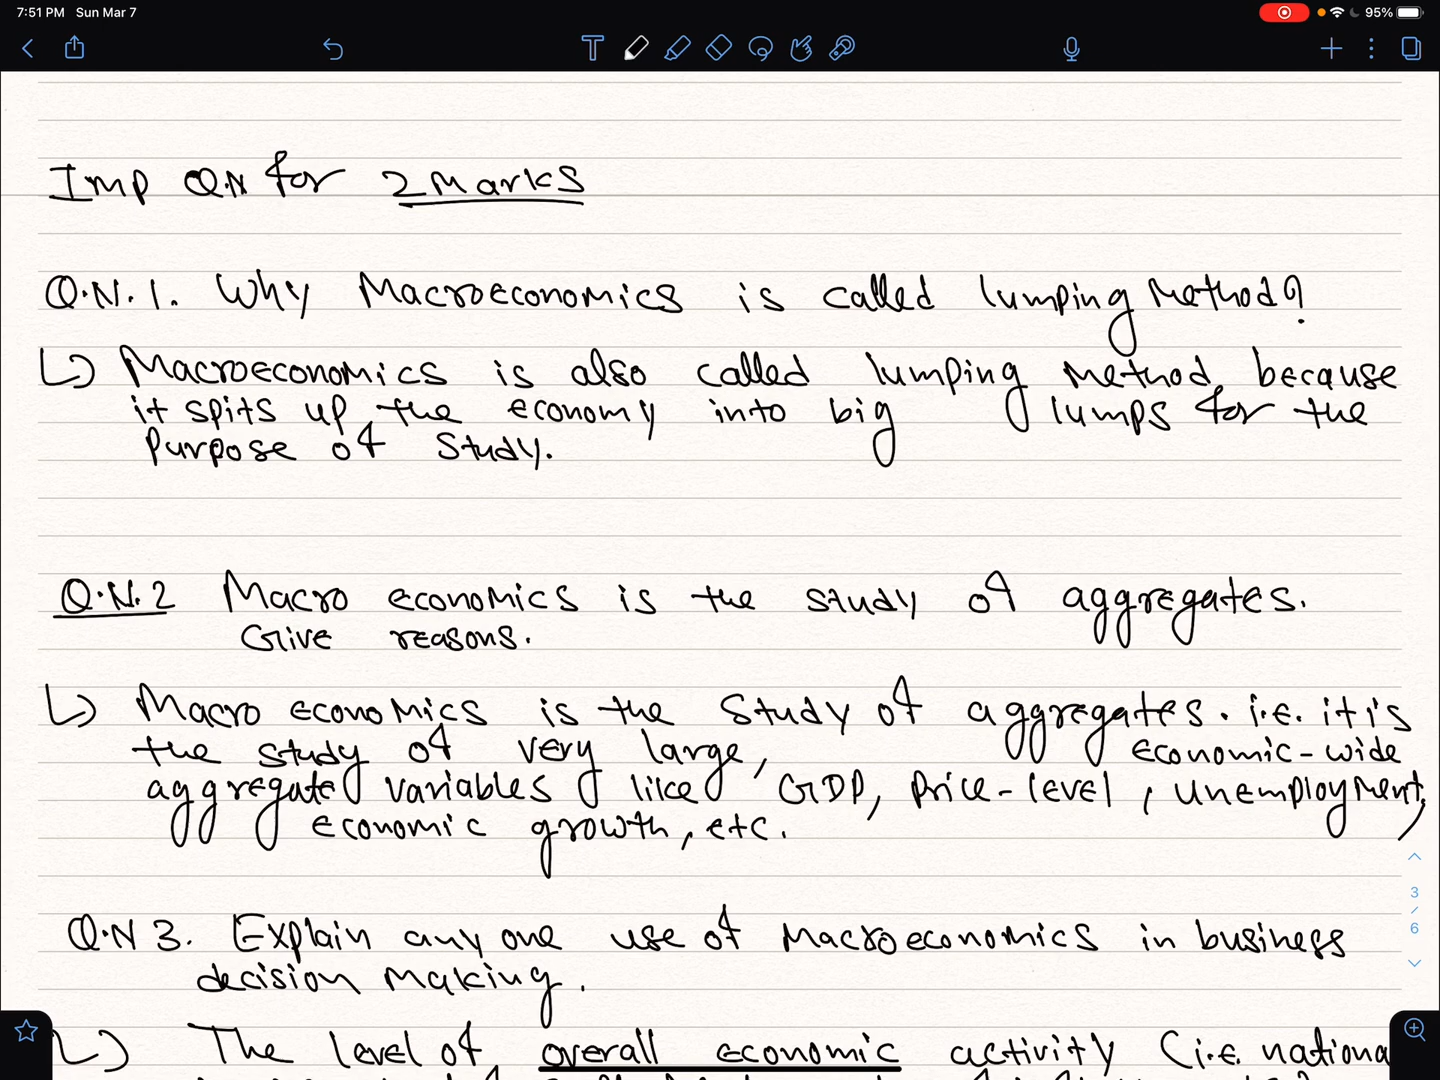 7:51 PM Sun Mar 7
95%
Imp Q.N for 2 Marks
Q.N.1. Why Macroeconomics is called lumping Method?
↳ Macroeconomics is also called lumping Method, because
it spits up the economy into big lumps for the
Purpose of Study.
Q.N.2 Macro economics is the study of aggregates.
Give reasons.
↳ Macro economics is the Study of aggregates. i.e. it is
the study of very large, economic-wide
aggregate variables like GDP, Price-level, unemployment,
economic growth, etc.
3
/
6
Q.N 3. Explain any one use of Macroeconomics in business
decision Making.
↳ The level of overall economic activity (i.e. nationa